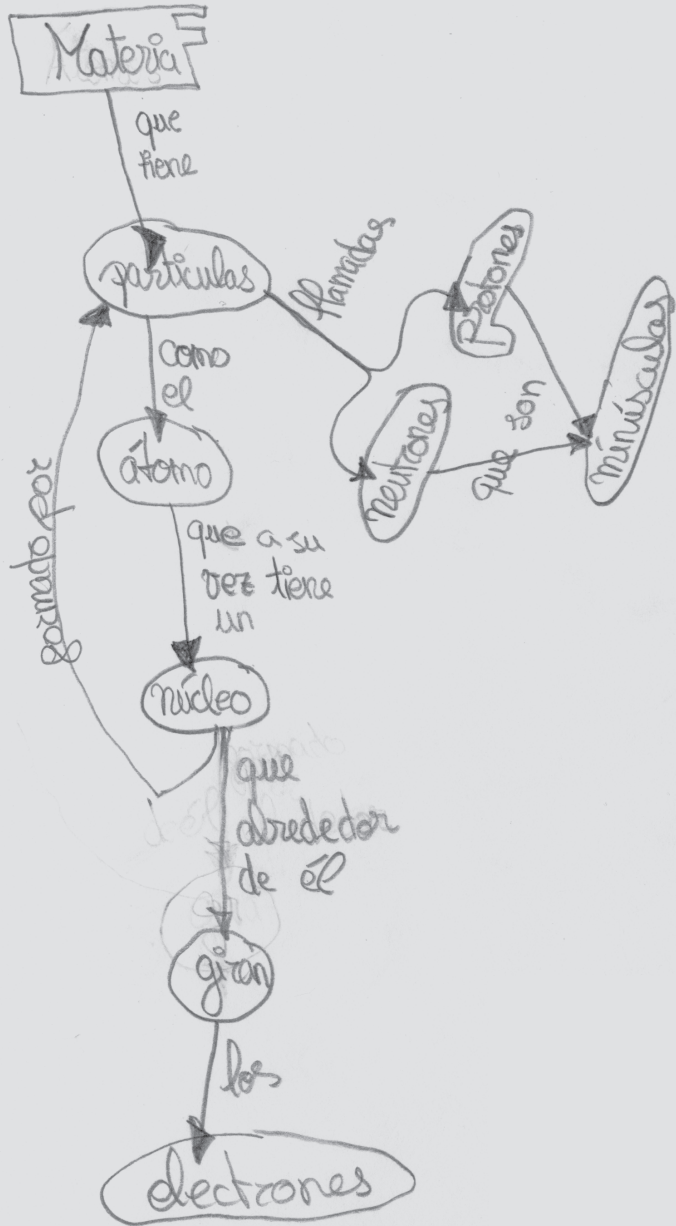 Materia
que
tiene
partículas
llamadas
protones
neutrones
que son
minúsculas
como
el
átomo
que a su
vez tiene
un
núcleo
formado por
que
alrededor
de él
giran
los
electrones